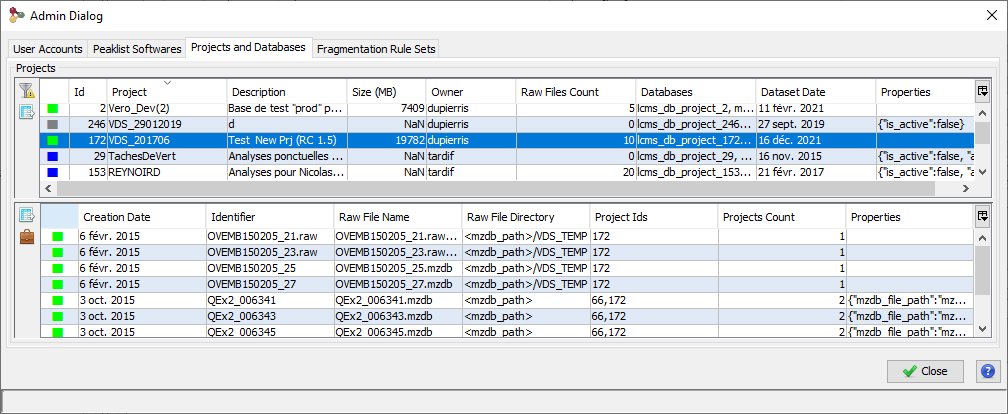 Admin Dialog
User Accounts Peaklist Softwares Projects and Databases Fragmentation Rule Sets
Projects
Id Project Description Size (MB) Owner Raw Files Count Databases Dataset Date Properties
2 Vero_Dev(2) Base de test "prod" p... 7409 dupierris 5 lcms_db_project_2, m... 11 févr. 2021
246 VDS_29012019 d NaN dupierris 0 lcms_db_project_246... 27 sept. 2019 {"is_active":false}
172 VDS_201706 Test New Prj (RC 1.5) 19782 dupierris 10 lcms_db_project_172... 16 déc. 2021
29 TachesDeVert Analyses ponctuelles ... NaN tardif 0 lcms_db_project_29, ... 16 nov. 2015 {"is_active":false, "a
153 REYNOIRD Analyses pour Nicolas... NaN tardif 20 lcms_db_project_153... 21 févr. 2017 {"is_active":false, "a
Creation Date Identifier Raw File Name Raw File Directory Project Ids Projects Count Properties
6 févr. 2015 OVEMB150205_21.raw OVEMB150205_21.raw... <mzdb_path>/VDS_TEMP 172 1
6 févr. 2015 OVEMB150205_23.raw OVEMB150205_23.raw... <mzdb_path>/VDS_TEMP 172 1
6 févr. 2015 OVEMB150205_25 OVEMB150205_25.mzdb <mzdb_path>/VDS_TEMP 172 1
6 févr. 2015 OVEMB150205_27 OVEMB150205_27.mzdb <mzdb_path>/VDS_TEMP 172 1
3 oct. 2015 QEx2_006341 QEx2_006341.mzdb <mzdb_path> 66,172 2 {"mzdb_file_path":"mz...
3 oct. 2015 QEx2_006343 QEx2_006343.mzdb <mzdb_path> 66,172 2 {"mzdb_file_path":"mz...
3 oct. 2015 QEx2_006345 QEx2_006345.mzdb <mzdb_path> 66,172 2 {"mzdb_file_path":"mz...
Close ?